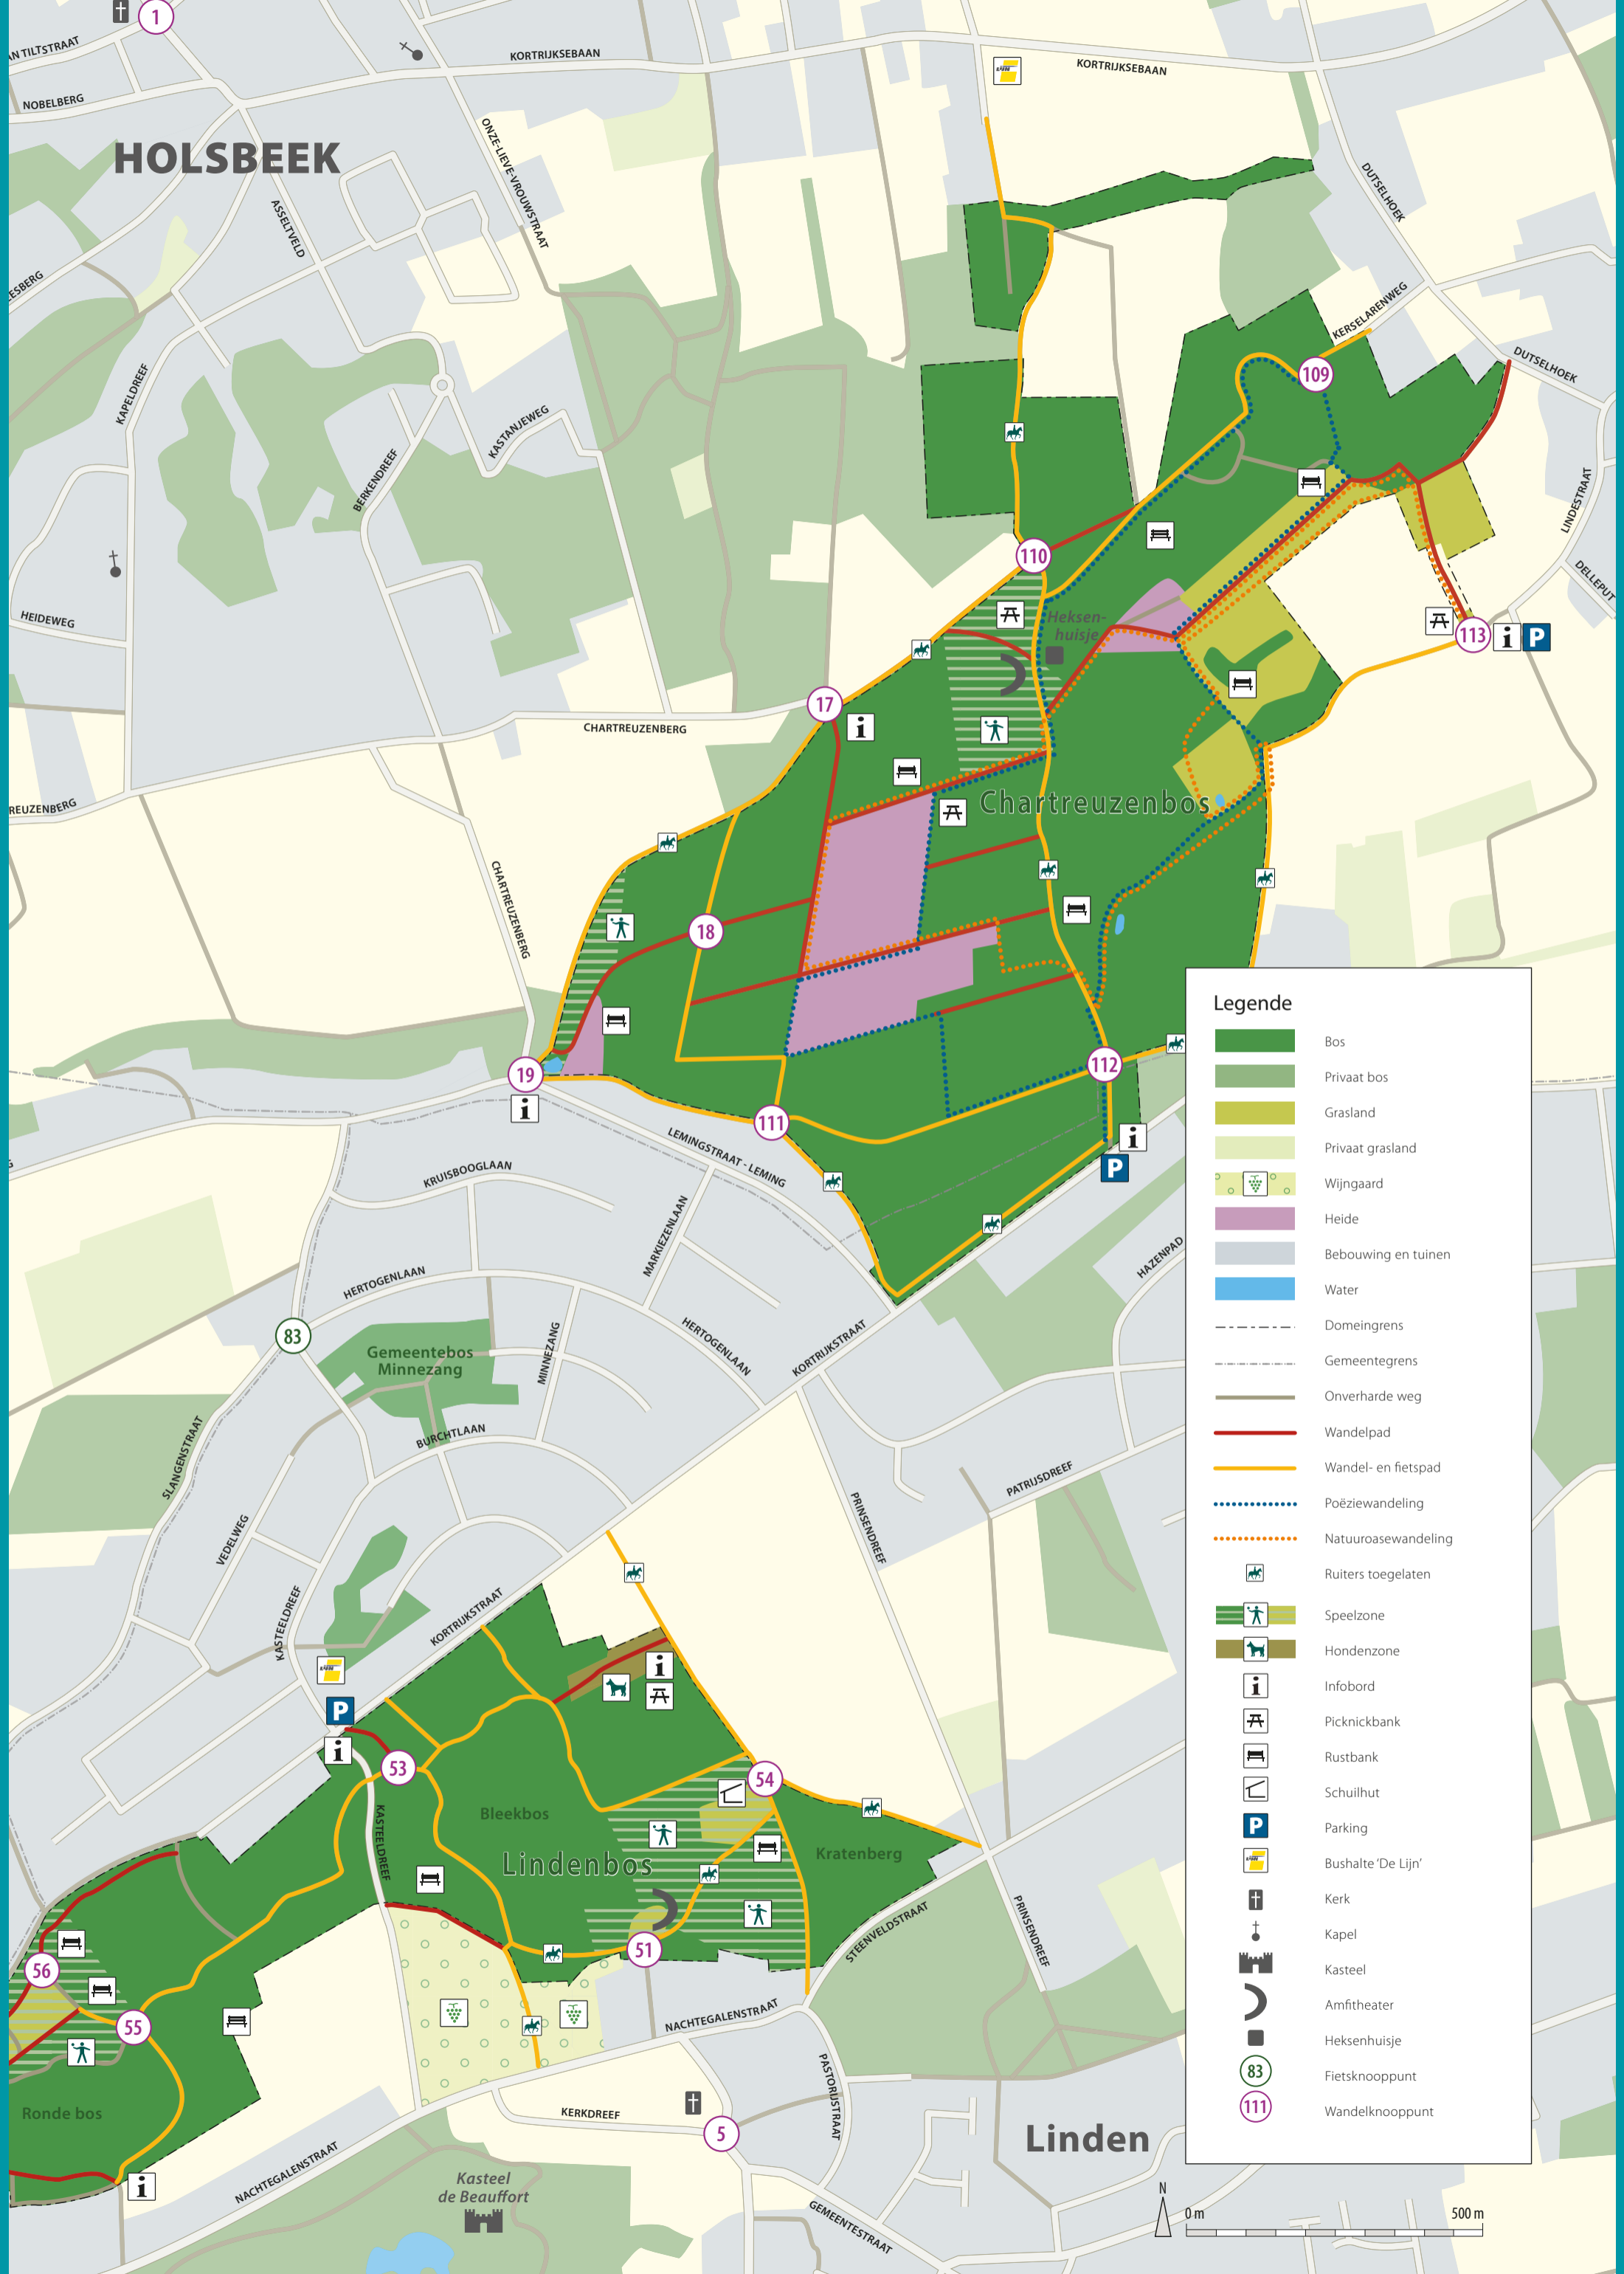 1
AN TILTSTRAAT
NOBELBERG
KORTRIJKSEBAAN
KORTRIJKSEBAAN
HOLSBEEK
ONZE-LIEVE-VROUWSTRAAT
ASSELTVELD
ESBERG
DUTSELHOEK
KERSELARENWEG
DUTSELHOEK
109
KAPELDREEF
KASTANJEWEG
BERKENDREEF
LINDESTRAAT
DELLEPUT
HEIDEWEG
110
Heksen-
huisje
113
i
P
17
i
CHARTREUZENBERG
REUZENBERG
Chartreuzenbos
CHARTREUZENBERG
18
19
i
112
111
i
P
LEMINGSTRAAT - LEMING
KRUISBOOGLAAN
MARKIEZENLAAN
HAZENPAD
HERTOGENLAAN
83
Gemeentebos
Minnezang
MINNEZANG
HERTOGENLAAN
KORTRIJKSTRAAT
BURCHTLAAN
SLANGENSTRAAT
VEDELWEG
PRINSENDREEF
PATRIJSDREEF
KASTEELDREEF
KORTRIJKSTRAAT
P
i
i
53
54
KASTEELDREEF
Bleekbos
Lindenbos
Kratenberg
51
STEENVELDSTRAAT
PRINSENDREEF
56
55
Ronde bos
i
NACHTEGALENSTRAAT
PASTORIJSTRAAT
KERKDREEF
5
NACHTEGALENSTRAAT
Kasteel
de Beauffort
Linden
GEMEENTESTRAAT
Legende
Bos
Privaat bos
Grasland
Privaat grasland
Wijngaard
Heide
Bebouwing en tuinen
Water
Domeingrens
Gemeentegrens
Onverharde weg
Wandelpad
Wandel- en fietspad
Poëziewandeling
Natuuroasewandeling
Ruiters toegelaten
Speelzone
Hondenzone
i Infobord
Picknickbank
Rustbank
Schuilhut
P Parking
Bushalte ‘De Lijn’
Kerk
Kapel
Kasteel
Amfitheater
Heksenhuisje
83 Fietsknooppunt
111 Wandelknooppunt
N
0 m 500 m